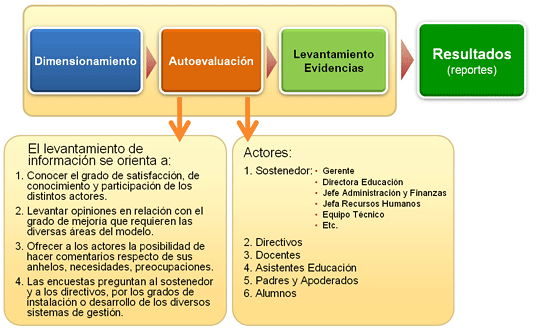 Dimensionamiento
Autoevaluación
Levantamiento
Evidencias
Resultados
(reportes)
El levantamiento de
información se orienta a:
1. Conocer el grado de satisfacción, de
conocimiento y participación de los
distintos actores.
2. Levantar opiniones en relación con el
grado de mejoria que requieren las
diversas áreas del modelo.
3. Ofrecer a los actores la posibilidad de
hacer comentarios respecto de sus
anhelos, necesidades, preocupaciones.
4. Las encuestas preguntan al sostenedor
y a los directivos, por los grados de
instalación o desarrollo de los diversos
sistemas de gestión.
Actores:
1. Sostenedor: • Gerente
• Directora Educación
• Jefe Administración y Finanzas
• Jefa Recursos Humanos
• Equipo Técnico
• Etc.
2. Directivos
3. Docentes
4. Asistentes Educación
5. Padres y Apoderados
6. Alumnos